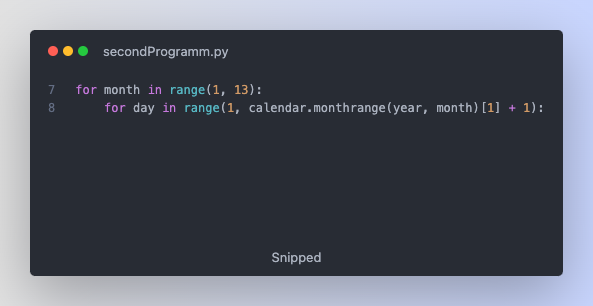 secondProgramm.py
7 for month in range(1, 13):
8     for day in range(1, calendar.monthrange(year, month)[1] + 1):
Snipped